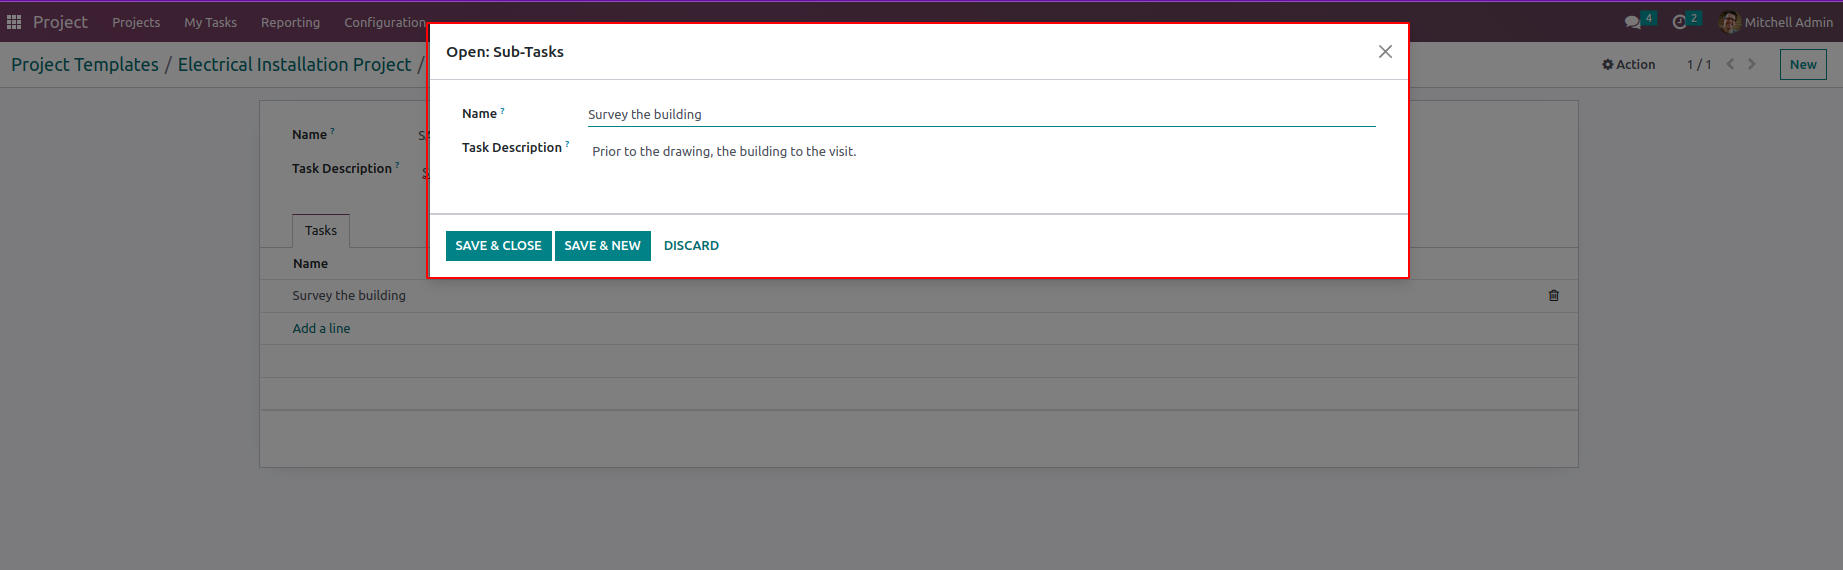 Project Projects My Tasks Reporting Configuration 4 2 Mitchell Admin
Project Templates / Electrical Installation Project / Action 1 / 1 New
Open: Sub-Tasks
Name ? Survey the building
Task Description ? Prior to the drawing, the building to the visit.
SAVE & CLOSE SAVE & NEW DISCARD
Name ?
Task Description ?
Tasks
Name
Survey the building
Add a line